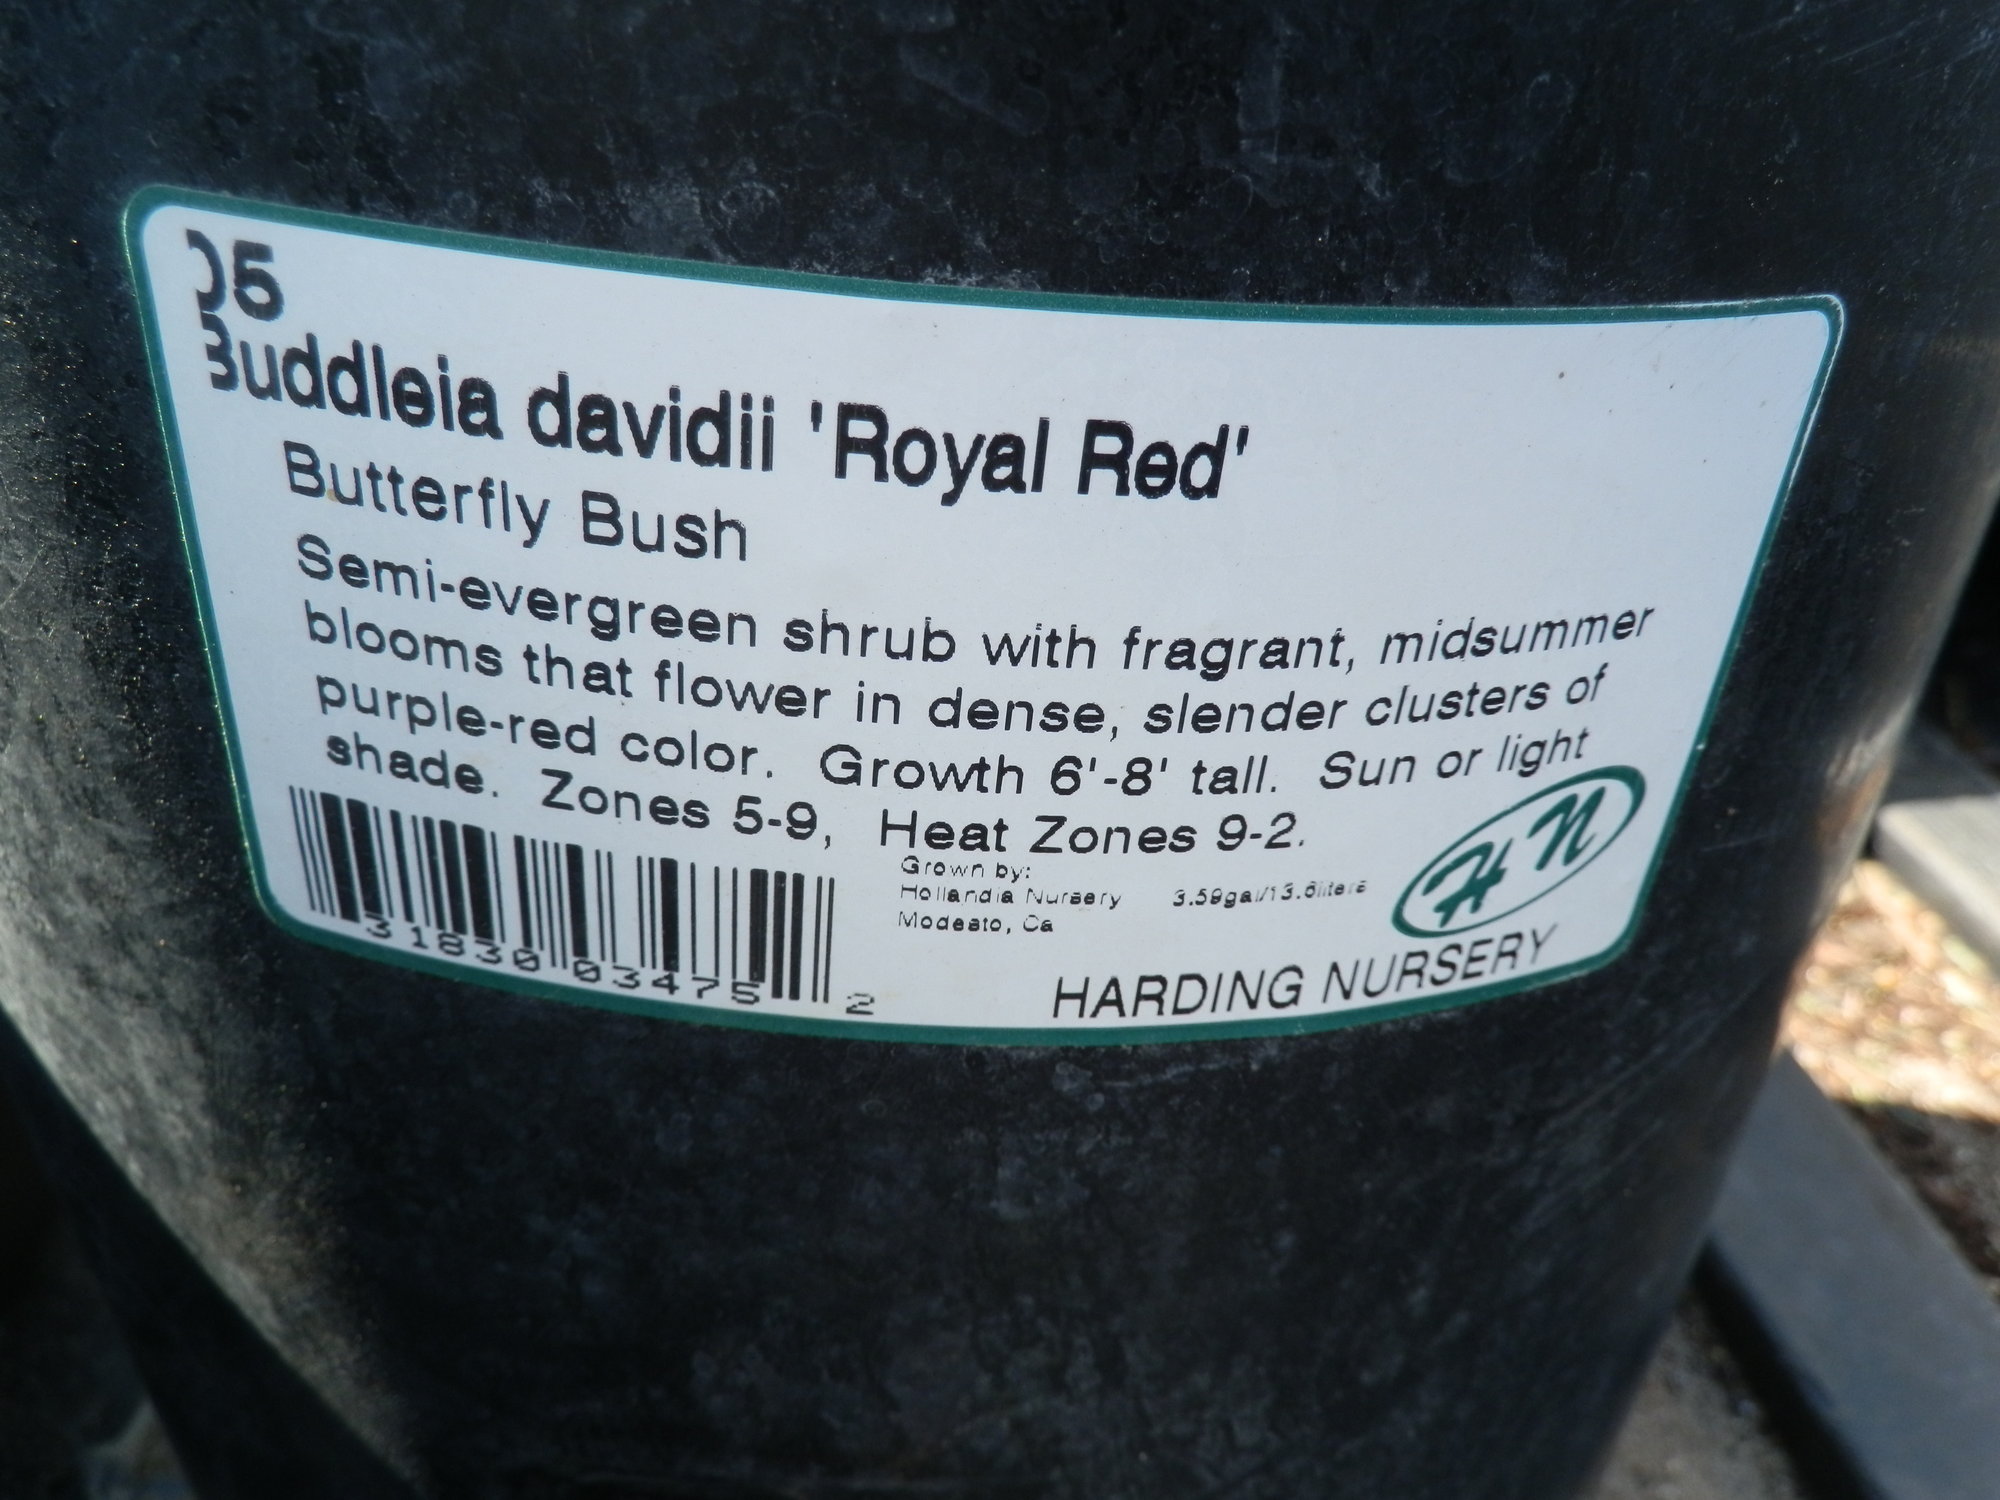 05
Buddleia davidii 'Royal Red'
Butterfly Bush
Semi-evergreen shrub with fragrant, midsummer
blooms that flower in dense, slender clusters of
purple-red color. Growth 6'-8' tall. Sun or light
shade. Zones 5-9, Heat Zones 9-2.
Grown by:
Hollandia Nursery 3.59gal/13.6liters
Modesto, Ca
HN
31830 03475 2
HARDING NURSERY